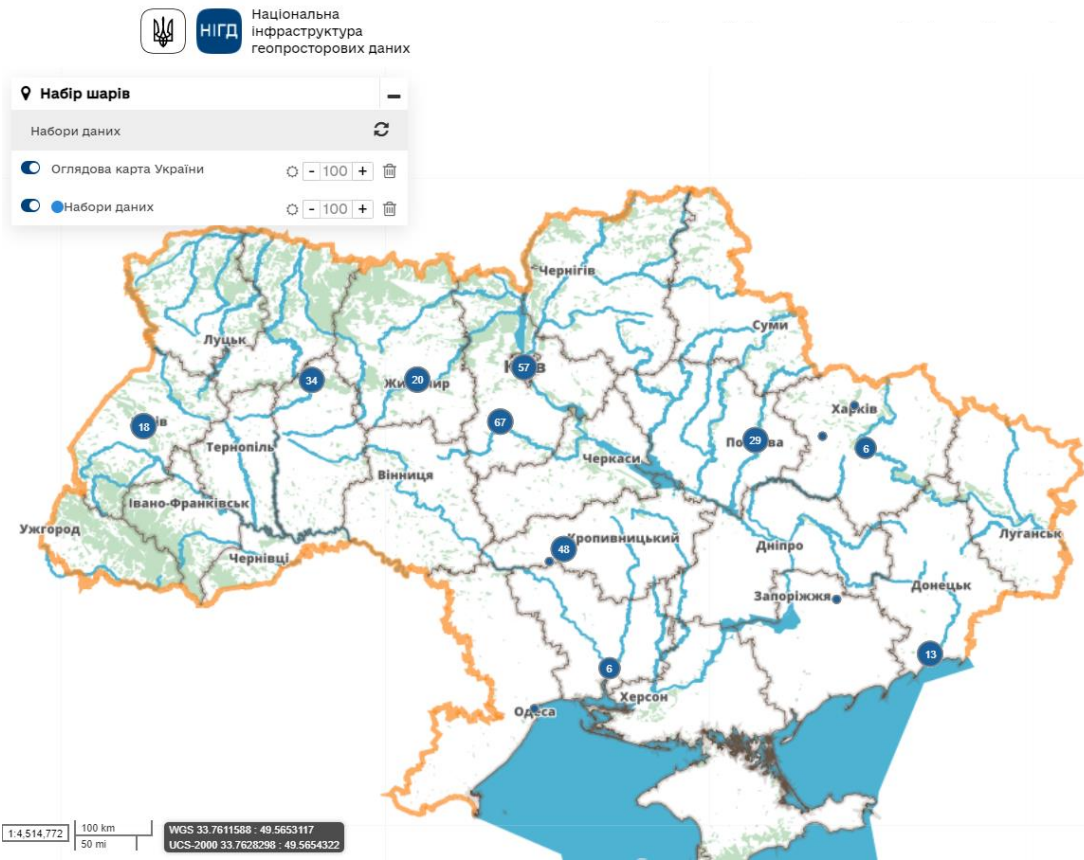 Національна
інфраструктура
геопросторових даних
НІГД
Набір шарів
Набори даних
Оглядова карта України
- 100 +
Набори даних
- 100 +
Чернігів
Суми
Луцьк
34
20
57
Харків
18
67
29
6
Тернопіль
Черкаси
Вінниця
Івано-Франківськ
Ужгород
Чернівці
48
Кропивницький
Дніпро
Луганськ
Донецьк
Запоріжжя
13
6
Херсон
Одеса
1:4,514,772
100 km
50 mi
WGS 33.7611588 : 49.5653117
UCS-2000 33.7628298 : 49.5654322